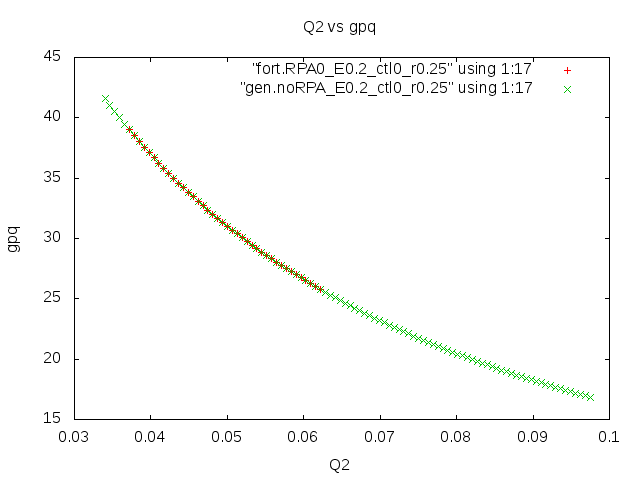 Q2 vs gpq
"fort.RPA0_E0.2_ctl0_r0.25" using 1:17
"gen.noRPA_E0.2_ctl0_r0.25" using 1:17
45
40
35
30
25
20
15
gpq
0.03 0.04 0.05 0.06 0.07 0.08 0.09 0.1
Q2